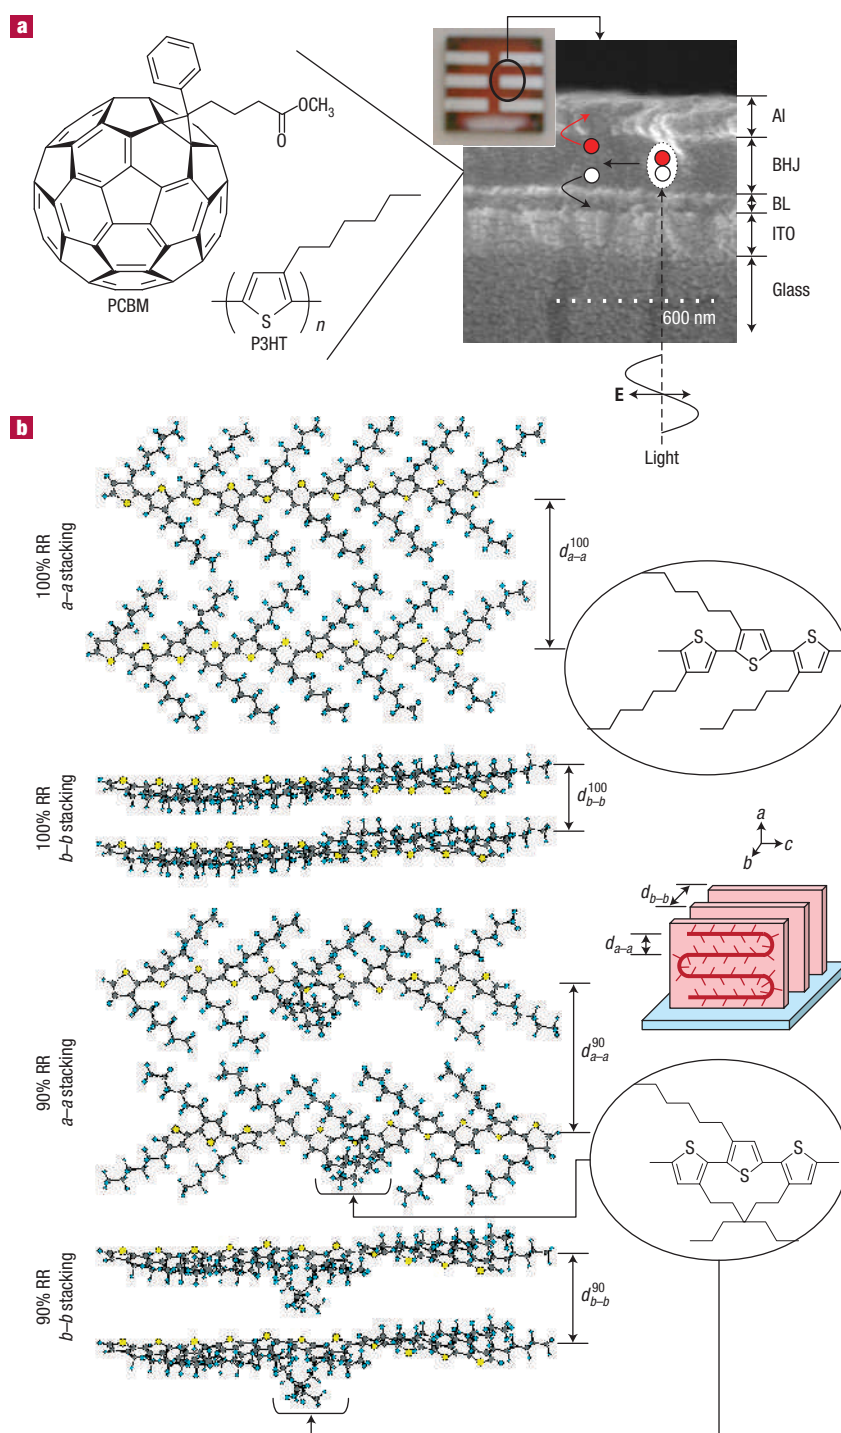 a
OCH3
O
PCBM
S
n
P3HT
Al
BHJ
BL
ITO
Glass
600 nm
E
Light
b
100% RR
a–a stacking
d100a–a
S
S
S
100% RR
b–b stacking
d100b–b
a
b
c
db–b
da–a
90% RR
a–a stacking
d90a–a
S
S
S
90% RR
b–b stacking
d90b–b